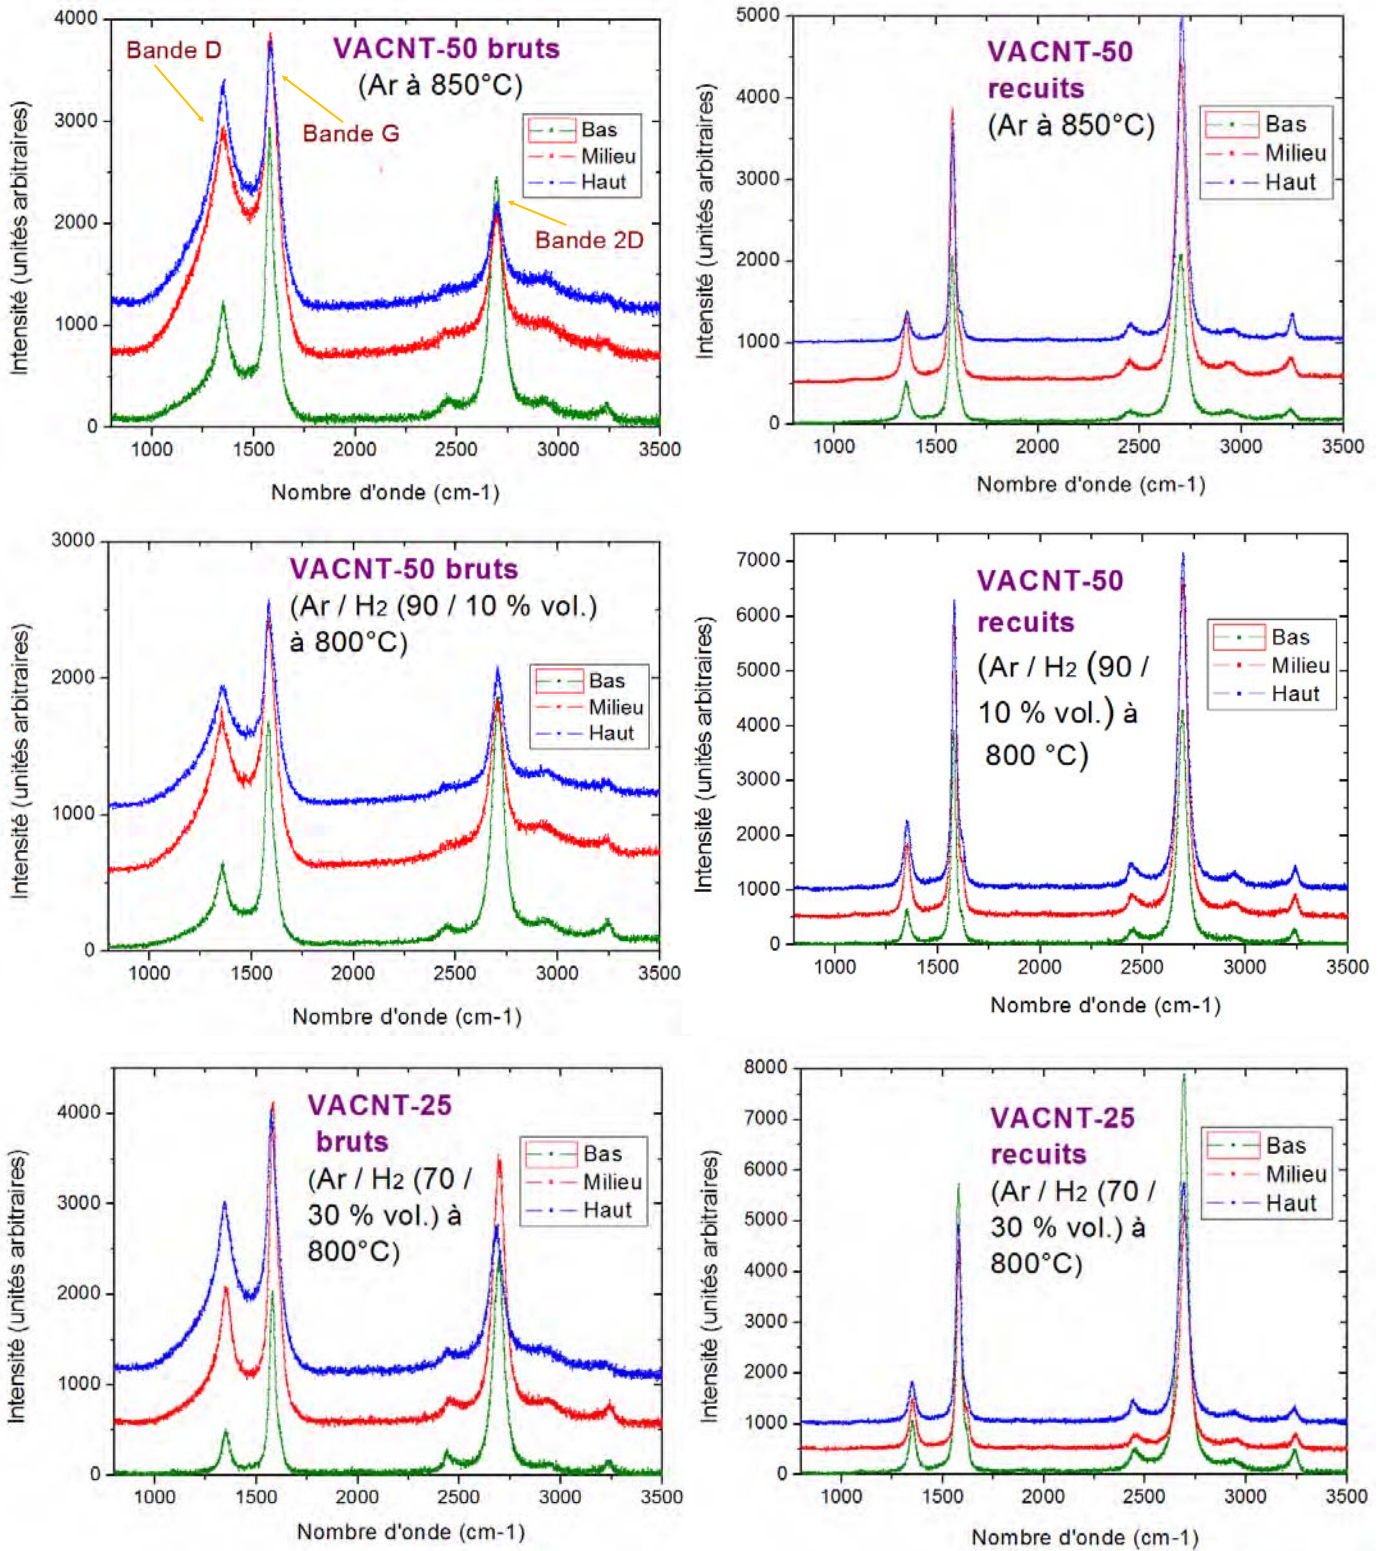 Intensité (unités arbitraires)
4000
3000
2000
1000
0
Bande D
VACNT-50 bruts
(Ar à 850°C)
Bande G
Bas
Milieu
Haut
Bande 2D
1000 1500 2000 2500 3000 3500
Nombre d'onde (cm-1)
Intensité (unités arbitraires)
5000
4000
3000
2000
1000
0
VACNT-50
recuits
(Ar à 850°C)
Bas
Milieu
Haut
1000 1500 2000 2500 3000 3500
Nombre d'onde (cm-1)
Intensité (unités arbitraires)
3000
2000
1000
0
VACNT-50 bruts
(Ar / H2 (90 / 10 % vol.)
à 800°C)
Bas
Milieu
Haut
1000 1500 2000 2500 3000 3500
Nombre d'onde (cm-1)
Intensité (unités arbitraires)
7000
6000
5000
4000
3000
2000
1000
0
VACNT-50
recuits
(Ar / H2 (90 /
10 % vol.) à
800 °C)
Bas
Milieu
Haut
1000 1500 2000 2500 3000 3500
Nombre d'onde (cm-1)
Intensité (unités arbitraires)
4000
3000
2000
1000
0
VACNT-25
bruts
(Ar / H2 (70 /
30 % vol.) à
800°C)
Bas
Milieu
Haut
1000 1500 2000 2500 3000 3500
Nombre d'onde (cm-1)
Intensité (unités arbitraires)
8000
7000
6000
5000
4000
3000
2000
1000
0
VACNT-25
recuits
(Ar / H2 (70 /
30 % vol.) à
800°C)
Bas
Milieu
Haut
1000 1500 2000 2500 3000 3500
Nombre d'onde (cm-1)